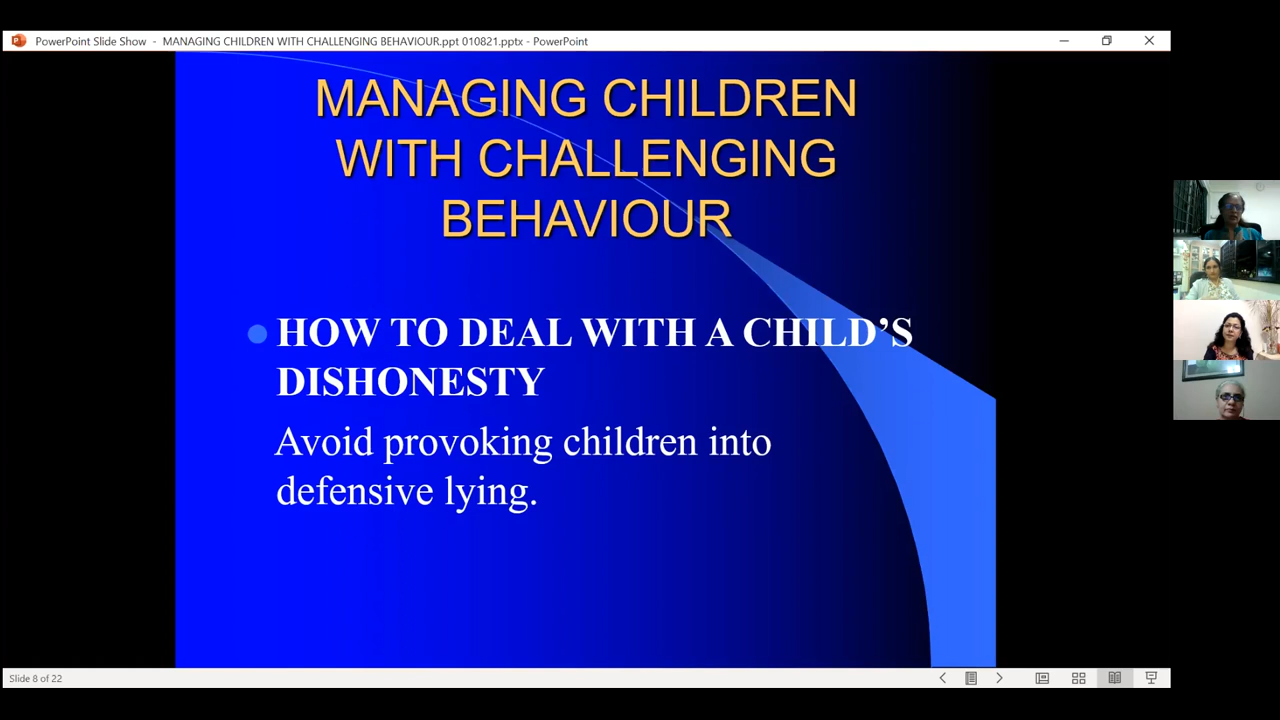 PowerPoint Slide Show - MANAGING CHILDREN WITH CHALLENGING BEHAVIOUR.ppt 010821.pptx - PowerPoint
MANAGING CHILDREN
WITH CHALLENGING
BEHAVIOUR
HOW TO DEAL WITH A CHILD’S
DISHONESTY
Avoid provoking children into
defensive lying.
Slide 8 of 22